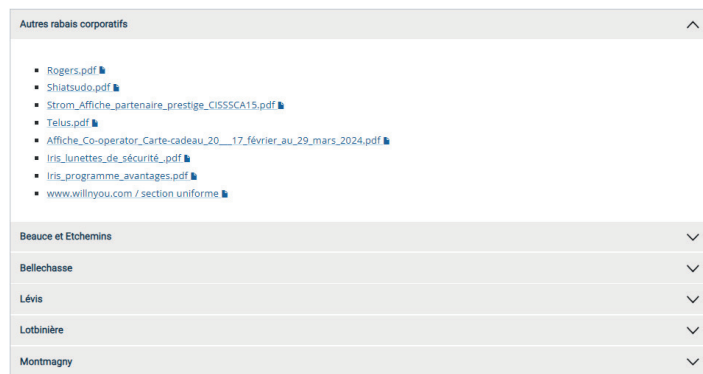 Autres rabais corporatifs
Rogers.pdf
Shiatsudo.pdf
Strom_Affiche_partenaire_prestige_CISSSCA15.pdf
Telus.pdf
Affiche_Co-operator_Carte-cadeau_20___17_février_au_29_mars_2024.pdf
Iris_lunettes_de_sécurité_.pdf
Iris_programme_avantages.pdf
www.willnyou.com / section uniforme
Beauce et Etchemins
Bellechasse
Lévis
Lotbinière
Montmagny